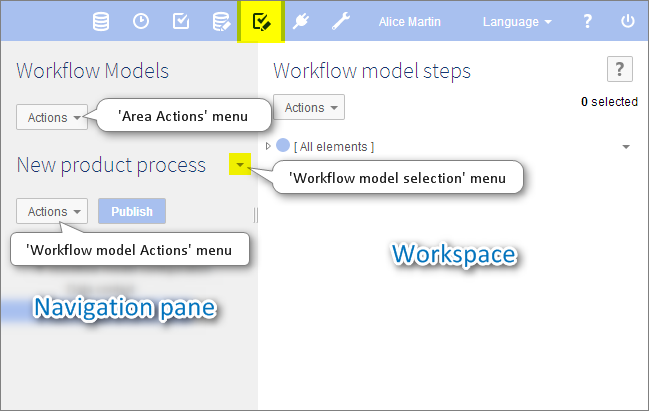 Alice Martin Language ?
Workflow Models
Workflow model steps ?
Actions 'Area Actions' menu
Actions 0 selected
[ All elements ]
New product process
'Workflow model selection' menu
Actions Publish
'Workflow model Actions' menu
Workspace
Navigation pane